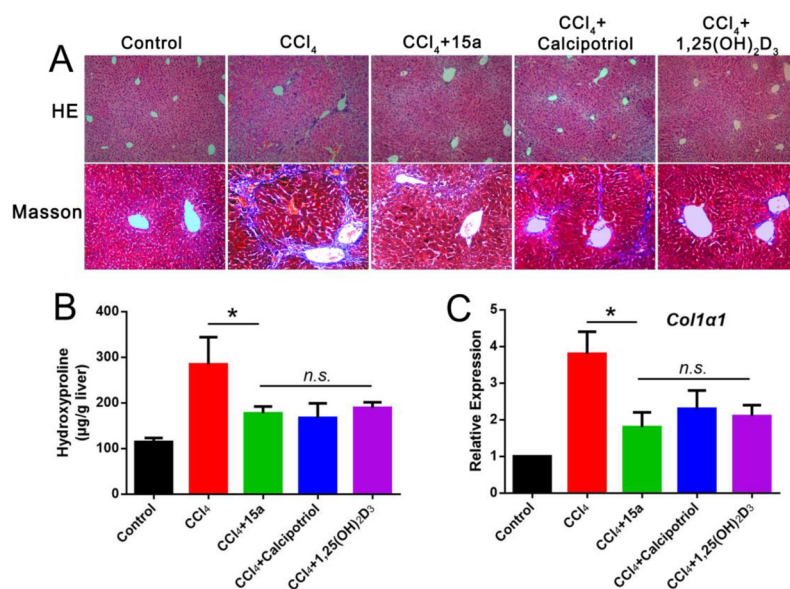 Control
CCl₄
CCl₄+15a
CCl₄+
Calcipotriol
CCl₄+
1,25(OH)₂D₃
A
HE
Masson
B
Hydroxyproline
(μg/g liver)
400
300
200
100
0
*
n.s.
Control
CCl₄
CCl₄+15a
CCl₄+Calcipotriol
CCl₄+1,25(OH)₂D₃
C
Col1α1
Relative Expression
5
4
3
2
1
0
*
n.s.
Control
CCl₄
CCl₄+15a
CCl₄+Calcipotriol
CCl₄+1,25(OH)₂D₃